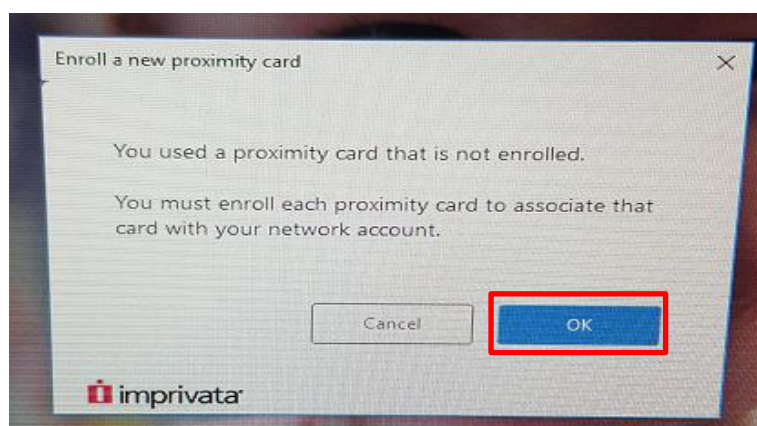 Enroll a new proximity card
You used a proximity card that is not enrolled.
You must enroll each proximity card to associate that
card with your network account.
Cancel
OK
imprivata